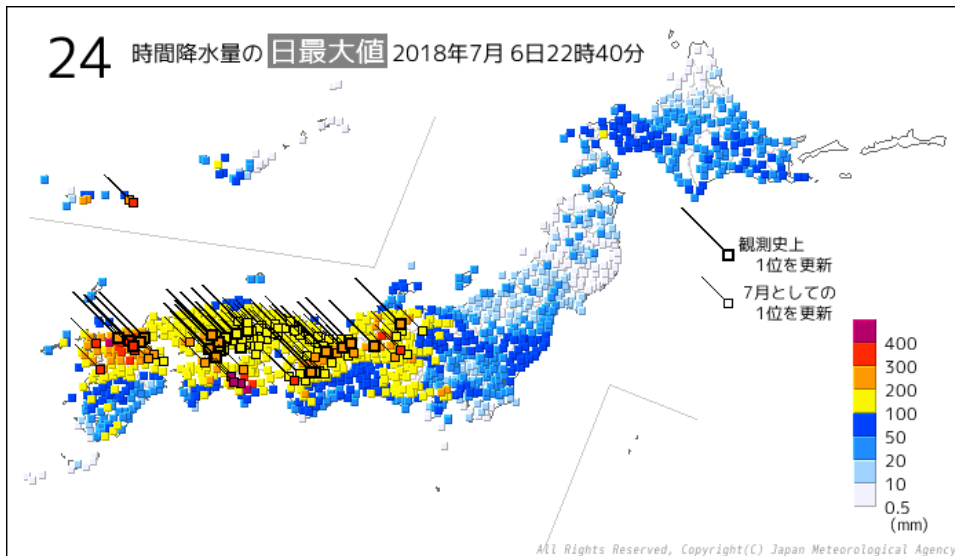 24 時間降水量の 日最大値 2018年7月 6日22時40分
観測史上
1位を更新
7月としての
1位を更新
400
300
200
100
50
20
10
0.5
(mm)
All Rights Reserved, Copyright(C) Japan Meteorological Agency